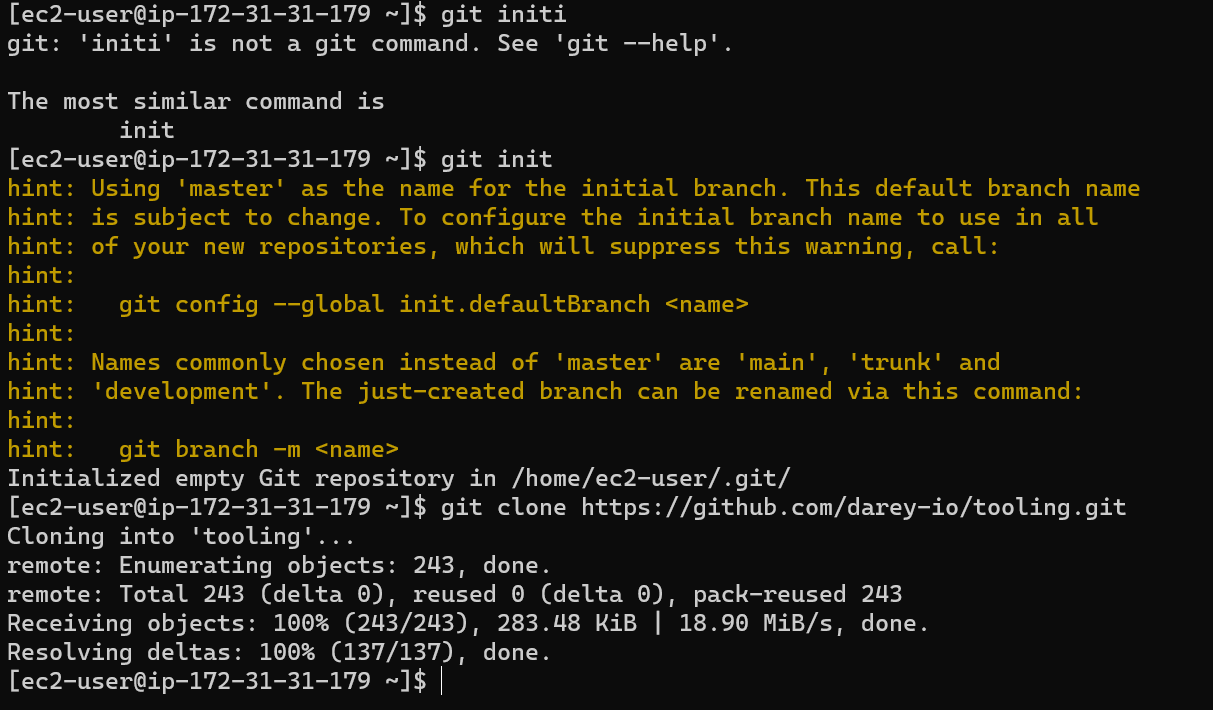 [ec2-user@ip-172-31-31-179 ~]$ git initi
git: 'initi' is not a git command. See 'git --help'.
The most similar command is
init
[ec2-user@ip-172-31-31-179 ~]$ git init
hint: Using 'master' as the name for the initial branch. This default branch name
hint: is subject to change. To configure the initial branch name to use in all
hint: of your new repositories, which will suppress this warning, call:
hint:
hint:   git config --global init.defaultBranch <name>
hint:
hint: Names commonly chosen instead of 'master' are 'main', 'trunk' and
hint: 'development'. The just-created branch can be renamed via this command:
hint:
hint:   git branch -m <name>
Initialized empty Git repository in /home/ec2-user/.git/
[ec2-user@ip-172-31-31-179 ~]$ git clone https://github.com/darey-io/tooling.git
Cloning into 'tooling'...
remote: Enumerating objects: 243, done.
remote: Total 243 (delta 0), reused 0 (delta 0), pack-reused 243
Receiving objects: 100% (243/243), 283.48 KiB | 18.90 MiB/s, done.
Resolving deltas: 100% (137/137), done.
[ec2-user@ip-172-31-31-179 ~]$